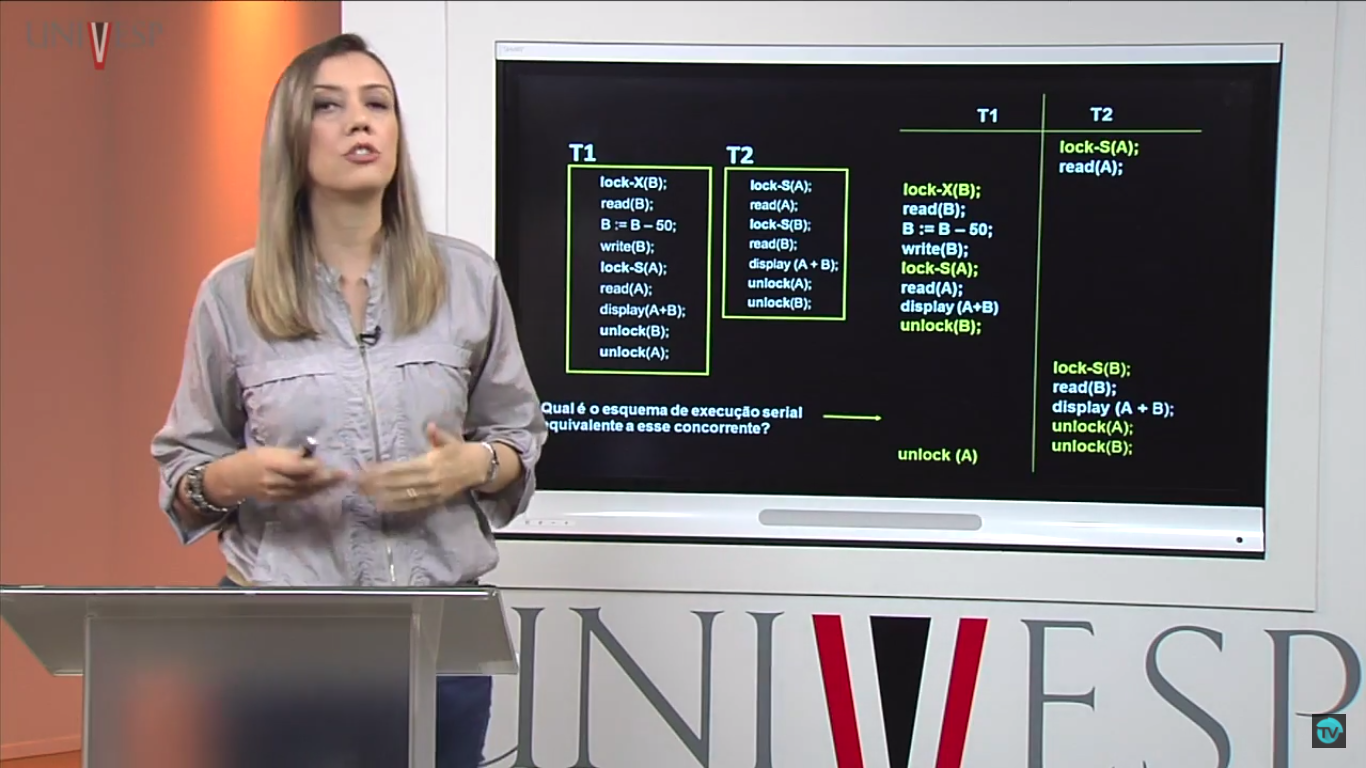 UNIVESP
T1
lock-X(B);
read(B);
B := B – 50;
write(B);
lock-S(A);
read(A);
display(A+B);
unlock(B);
unlock(A);
T2
lock-S(A);
read(A);
lock-S(B);
read(B);
display (A + B);
unlock(A);
unlock(B);
Qual é o esquema de execução serial
equivalente a esse concorrente?
T1 T2
lock-S(A);
read(A);
lock-X(B);
read(B);
B := B – 50;
write(B);
lock-S(A);
read(A);
display (A+B)
unlock(B);
lock-S(B);
read(B);
display (A + B);
unlock(A);
unlock(B);
unlock (A)
UNIVESP
TV